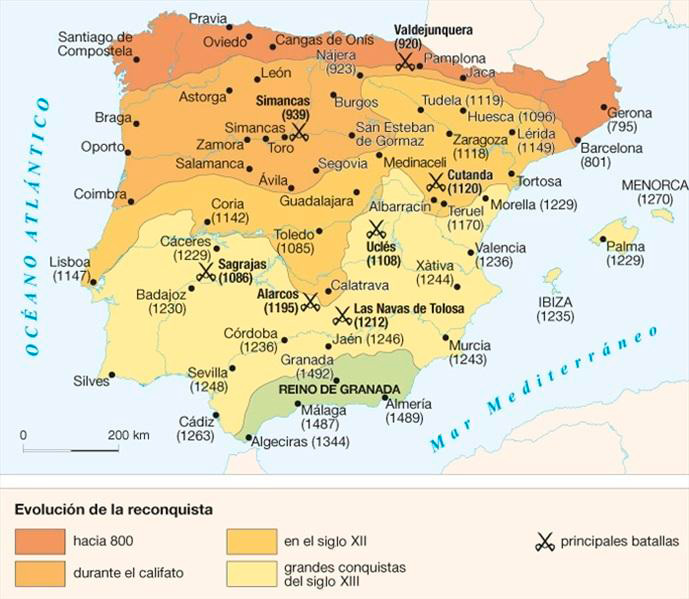 Pravia
Oviedo
Cangas de Onís
Santiago de
Compostela
Valdejunquera
(920)
Pamplona
Nájera
(923)
Jaca
León
Astorga
Burgos
Tudela (1119)
Huesca (1096)
Gerona
(795)
Simancas
(939)
Braga
Simancas
Zamora
Toro
San Esteban
de Gormaz
Zaragoza
(1118)
Lérida
(1149)
Barcelona
(801)
Oporto
Salamanca
Segovia
Medinaceli
Ávila
Cutanda
(1120)
Tortosa
Coimbra
Guadalajara
Albarracín
Teruel
(1170)
Morella (1229)
MENORCA
(1270)
Coria
(1142)
Toledo
(1085)
Uclés
(1108)
Valencia
(1236)
Palma
(1229)
Cáceres
(1229)
Lisboa
(1147)
Sagrajas
(1086)
Xàtiva
(1244)
Badajoz
(1230)
Alarcos
(1195)
Calatrava
IBIZA
(1235)
Las Navas de Tolosa
(1212)
Córdoba
(1236)
Jaén (1246)
Murcia
(1243)
Granada
(1492)
Silves
Sevilla
(1248)
REINO DE GRANADA
Málaga
(1487)
Almería
(1489)
Cádiz
(1263)
Algeciras (1344)
OCÉANO ATLÁNTICO
Mar Mediterráneo
0 200 km
Evolución de la reconquista
hacia 800
durante el califato
en el siglo XII
grandes conquistas
del siglo XIII
principales batallas